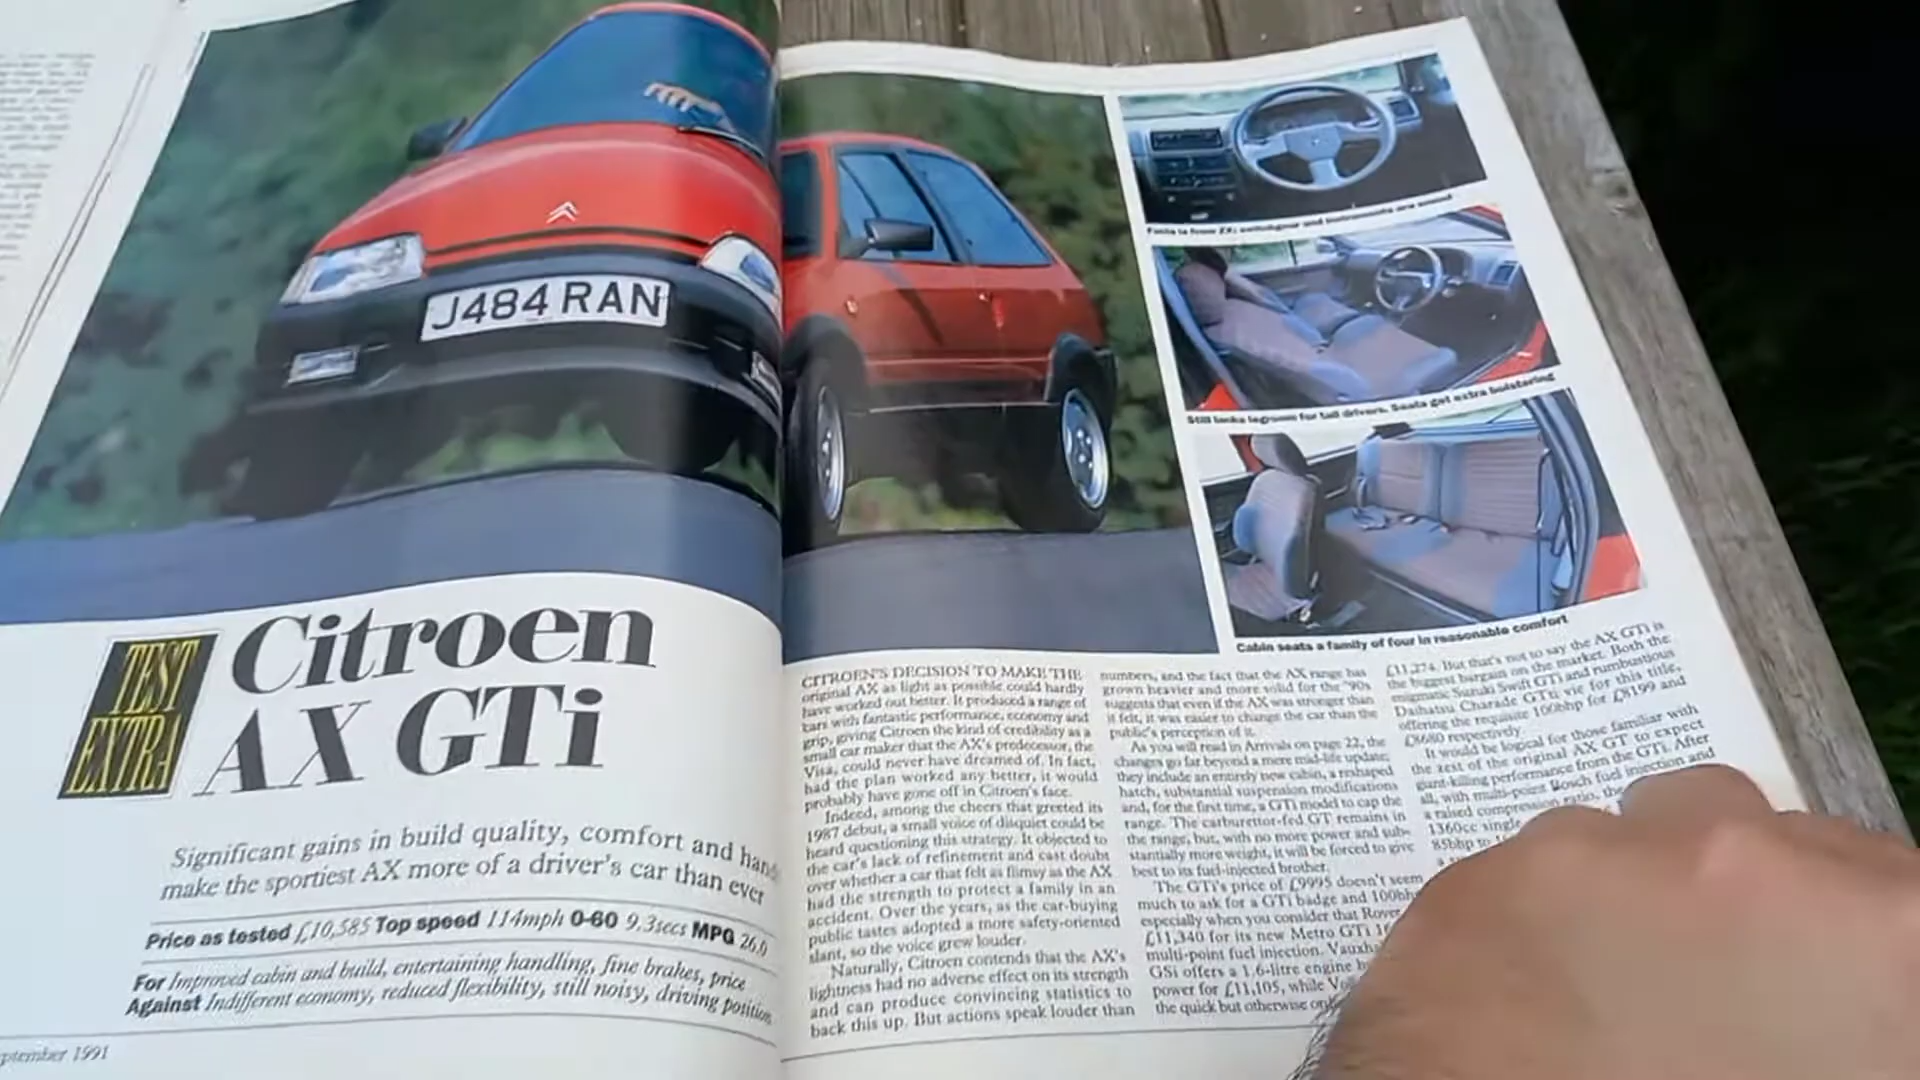 J484 RAN
TEST
EXTRA
Citroen
AX GTi
Significant gains in build quality, comfort and
make the sportiest AX more of a driver's car than ever
Price as tested £10,585 Top speed 114mph 0-60 9.3secs MPG 26.0
For Improved cabin and build, entertaining handling, fine brakes, price
Against Indifferent economy, reduced flexibility, still noisy, driving position
ptember 1991
Facia is from ZX; switchgear and instruments are sound
Still lacks legroom for tall drivers. Seats get extra bolstering
Cabin seats a family of four in reasonable comfort
CITROEN'S DECISION TO MAKE THE
original AX as light as possible could hardly
have worked out better. It produced a range of
cars with fantastic performance, economy and
grip, giving Citroen the kind of credibility as a
small car maker that the AX's predecessor, the
Visa, could never have dreamed of. In fact,
had the plan worked any better, it would
probably have gone off in Citroen's face.
Indeed, among the cheers that greeted its
1987 debut, a small voice of disquiet could be
heard questioning this strategy. It objected to
the car's lack of refinement and cast doubt
over whether a car that felt as flimsy as the AX
had the strength to protect a family in an
accident. Over the years, as the car-buying
public tastes adopted a more safety-oriented
slant, so the voice grew louder.
Naturally, Citroen contends that the AX's
lightness had no adverse effect on its strength
and can produce convincing statistics to
back this up. But actions speak louder than
numbers, and the fact that the AX range has
grown heavier and more solid for the '90s
suggests that even if the AX was stronger than
it felt, it was easier to change the car than the
public's perception of it.
As you will read in Arrivals on page 22, the
changes go far beyond a mere mid-life update;
they include an entirely new cabin, a reshaped
hatch, substantial suspension modifications
and, for the first time, a GTi model to cap the
range. The carburettor-fed GT remains in
the range, but, with no more power and sub-
stantially more weight, it will be forced to give
best to its fuel-injected brother.
The GTi's price of £9995 doesn't seem
much to ask for a GTi badge and 100bhp
especially when you consider that Rover
£11,340 for its new Metro GTi
multi-point fuel injection. Vauxha
GSi offers a 1.6-litre engine
power for £11,105, while
the quick but otherwise
£11,274. But that's not to say the AX GTi is
the biggest bargain on the market. Both the
enigmatic Suzuki Swift GTi and rumbustious
Daihatsu Charade GTti vie for this title,
offering the requisite 100bhp for £8199 and
£8680 respectively.
It would be logical for those familiar with
the zest of the original AX GT to expect
giant-killing performance from the GTi. After
all, with multi-point Bosch fuel injection and
a raised compression ratio, the
1360cc single
85bhp to